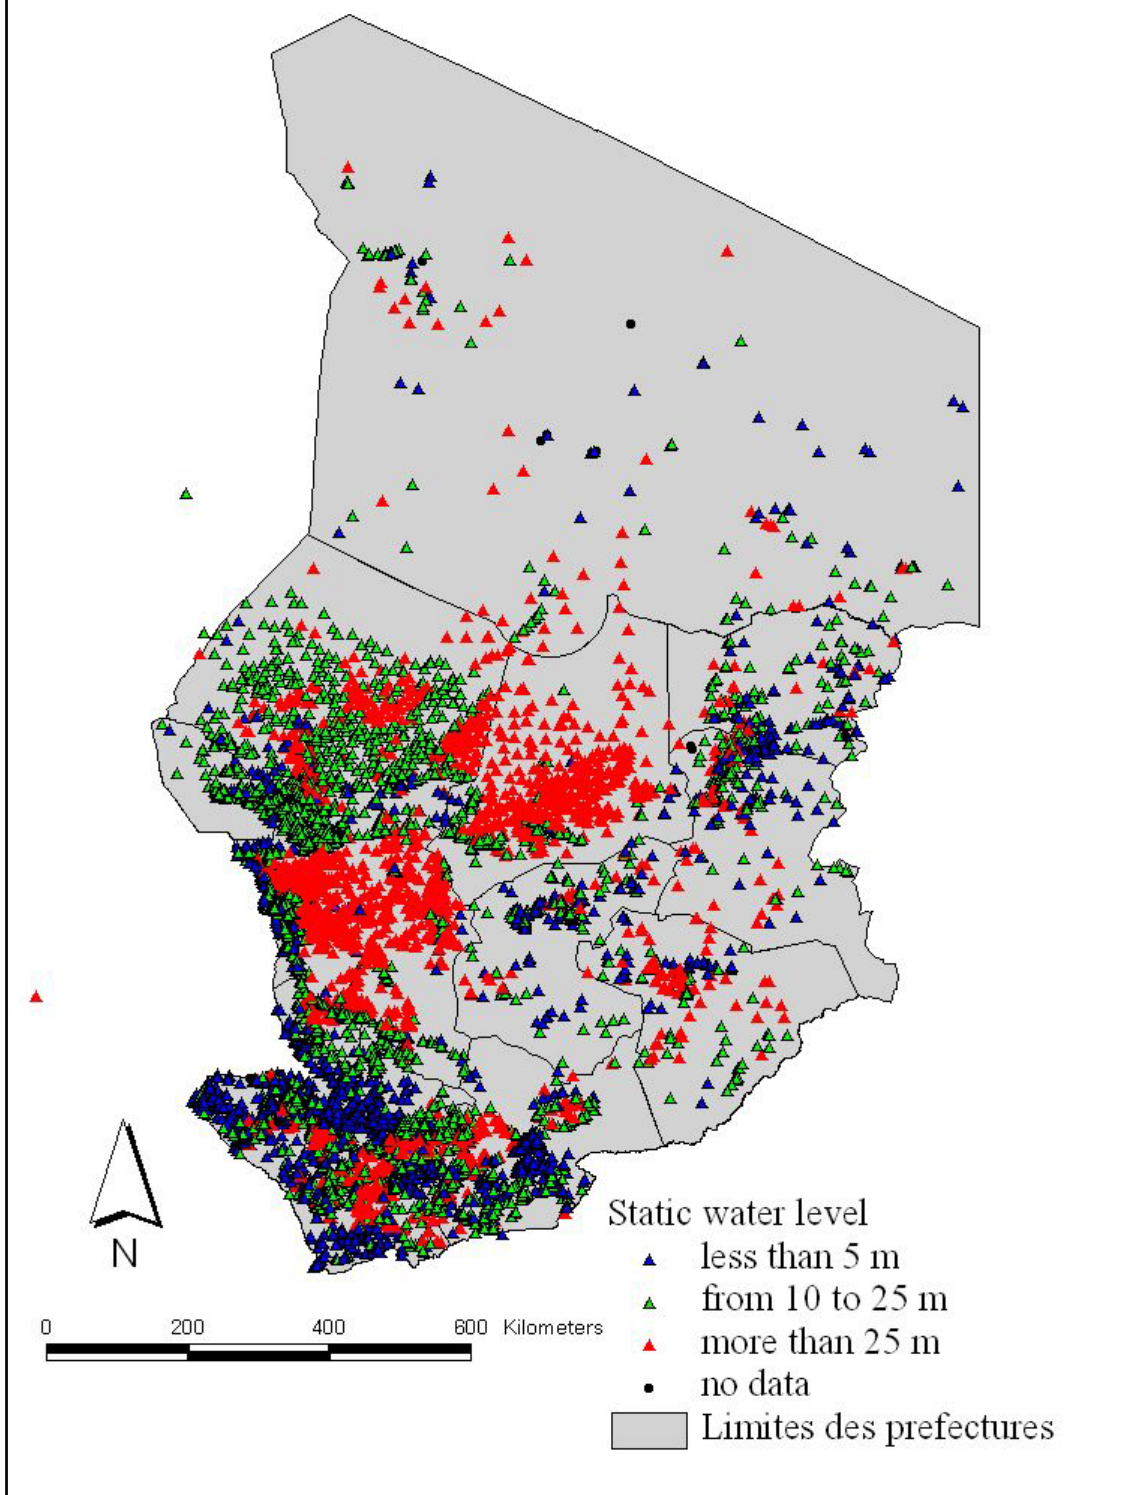 N
Static water level
less than 5 m
from 10 to 25 m
more than 25 m
no data
Limites des prefectures
0 200 400 600 Kilometers